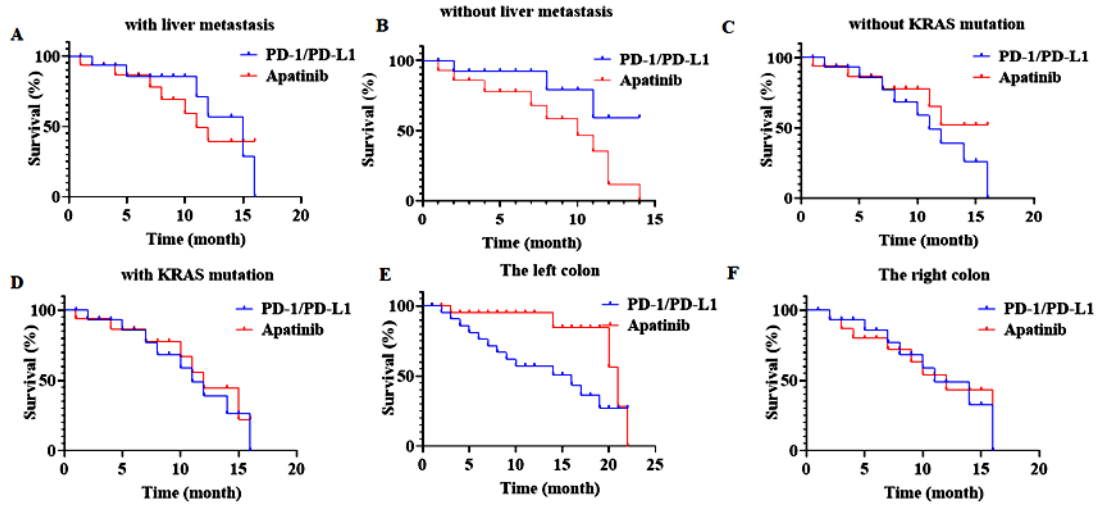 A
with liver metastasis
PD-1/PD-L1
Apatinib
Survival (%)
100
50
0
0 5 10 15 20
Time (month)
B
without liver metastasis
PD-1/PD-L1
Apatinib
Survival (%)
100
50
0
0 5 10 15
Time (month)
C
without KRAS mutation
PD-1/PD-L1
Apatinib
Survival (%)
100
50
0
0 5 10 15 20
Time (month)
D
with KRAS mutation
PD-1/PD-L1
Apatinib
Survival (%)
100
50
0
0 5 10 15 20
Time (month)
E
The left colon
PD-1/PD-L1
Apatinib
Survival (%)
100
50
0
0 5 10 15 20 25
Time (month)
F
The right colon
PD-1/PD-L1
Apatinib
Survival (%)
100
50
0
0 5 10 15 20
Time (month)